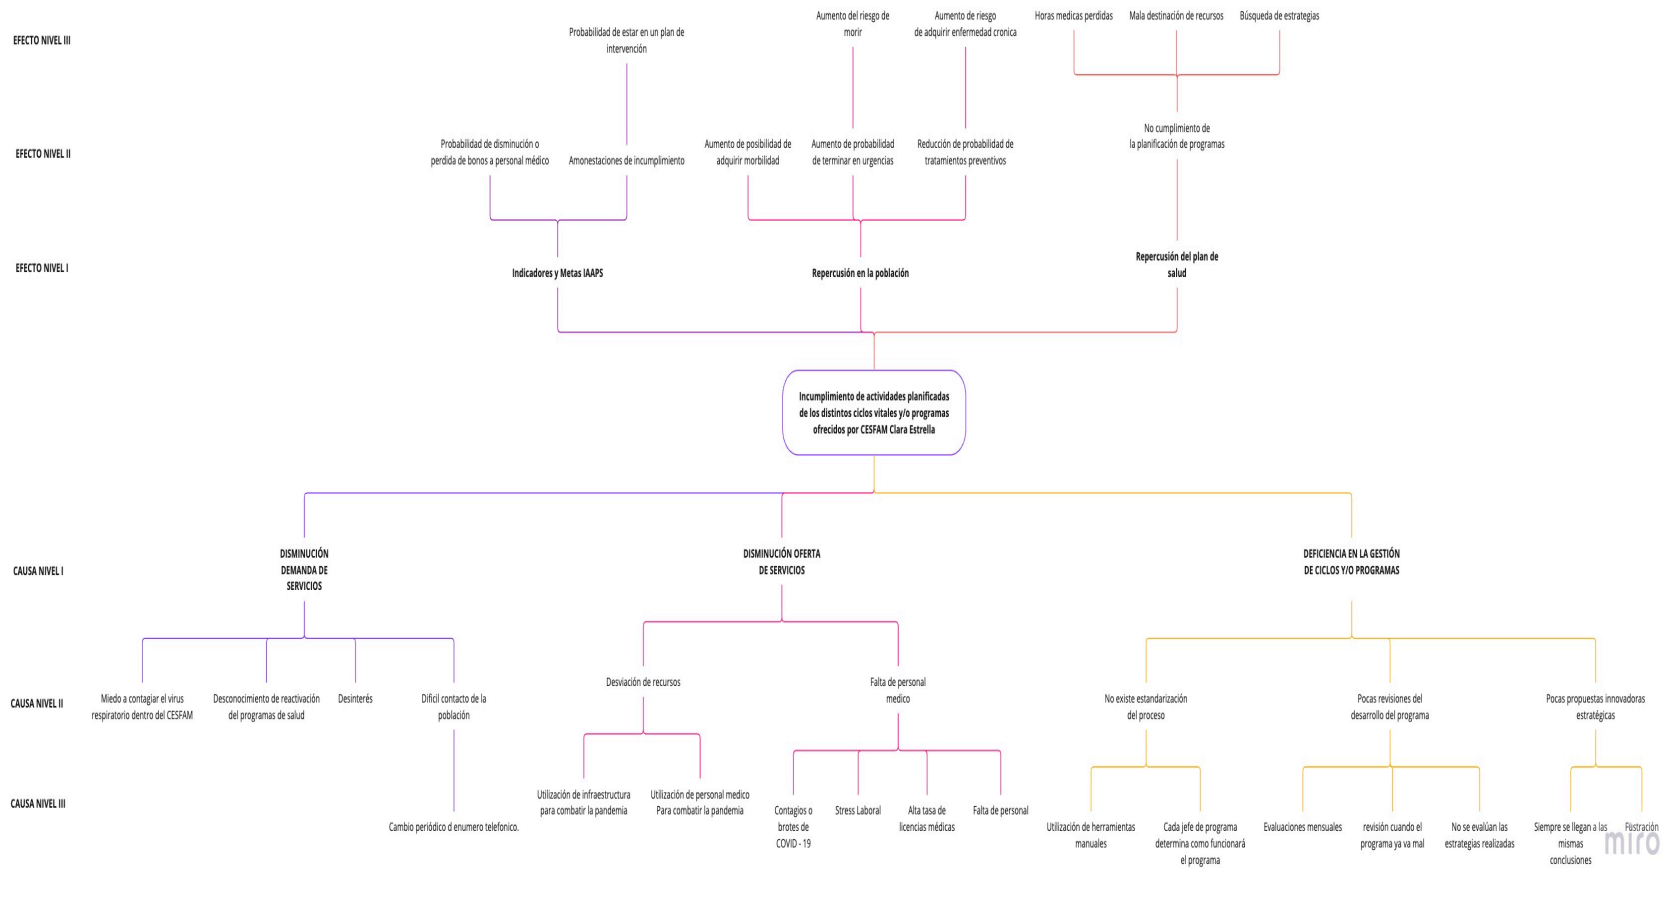 EFECTO NIVEL III
Probabilidad de estar en un plan de
intervención
Aumento del riesgo de
morir
Aumento de riesgo
de adquirir enfermedad cronica
Horas medicas perdidas
Mala destinación de recursos
Búsqueda de estrategias
EFECTO NIVEL II
Probabilidad de disminución o
perdida de bonos a personal médico
Amonestaciones de incumplimiento
Aumento de posibilidad de
adquirir morbilidad
Aumento de probabilidad
de terminar en urgencias
Reducción de probabilidad de
tratamientos preventivos
No cumplimiento de
la planificación de programas
EFECTO NIVEL I
Indicadores y Metas IAAPS
Repercusión en la población
Repercusión del plan de
salud
Incumplimiento de actividades planificadas
de los distintos ciclos vitales y/o programas
ofrecidos por CESFAM Clara Estrella
CAUSA NIVEL I
DISMINUCIÓN
DEMANDA DE
SERVICIOS
DISMINUCIÓN OFERTA
DE SERVICIOS
DEFICIENCIA EN LA GESTIÓN
DE CICLOS Y/O PROGRAMAS
CAUSA NIVEL II
Miedo a contagiar el virus
respiratorio dentro del CESFAM
Desconocimiento de reactivación
del programas de salud
Desinterés
Dificil contacto de la
población
Desviación de recursos
Falta de personal
medico
No existe estandarización
del proceso
Pocas revisiones del
desarrollo del programa
Pocas propuestas innovadoras
estratégicas
CAUSA NIVEL III
Cambio periódico d enumero telefonico.
Utilización de infraestructura
para combatir la pandemia
Utilización de personal medico
Para combatir la pandemia
Contagios o
brotes de
COVID - 19
Stress Laboral
Alta tasa de
licencias médicas
Falta de personal
Utilización de herramientas
manuales
Cada jefe de programa
determina como funcionará
el programa
Evaluaciones mensuales
revisión cuando el
programa ya va mal
No se evalúan las
estrategias realizadas
Siempre se llegan a las
mismas
conclusiones
Fustración
miro